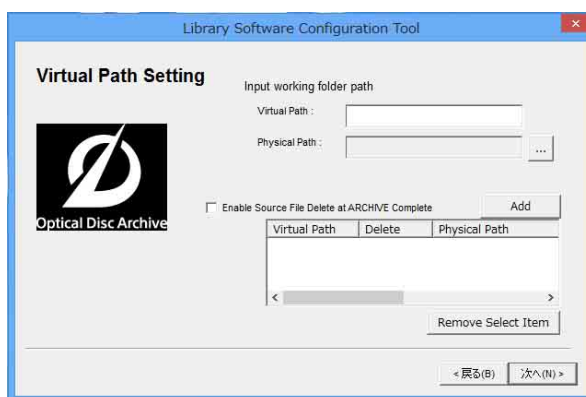 Library Software Configuration Tool
×
Virtual Path Setting
Input working folder path
Virtual Path :
Physical Path :
...
Optical Disc Archive
Enable Source File Delete at ARCHIVE Complete
Add
Virtual Path Delete Physical Path
< >
Remove Select Item
<戻る(B) 次へ(N)>